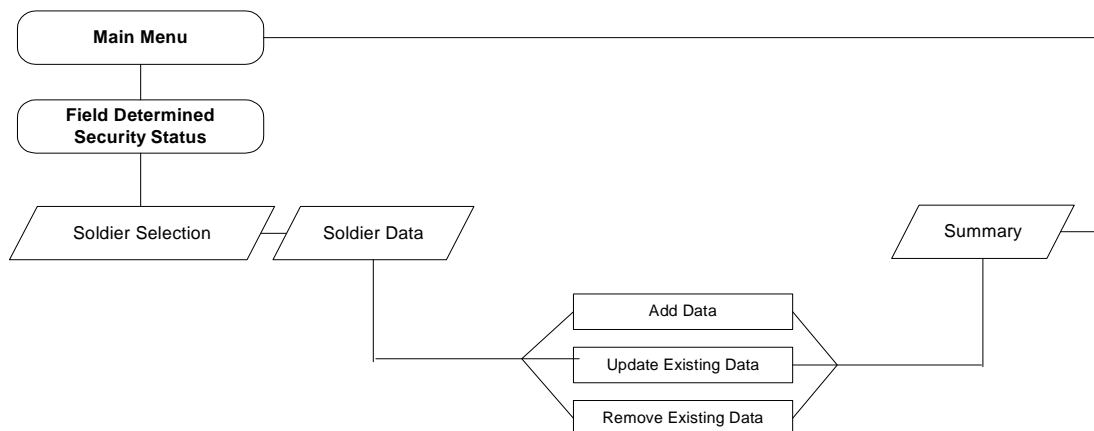 Main Menu
Field Determined
Security Status
Soldier Selection
Soldier Data
Summary
Add Data
Update Existing Data
Remove Existing Data